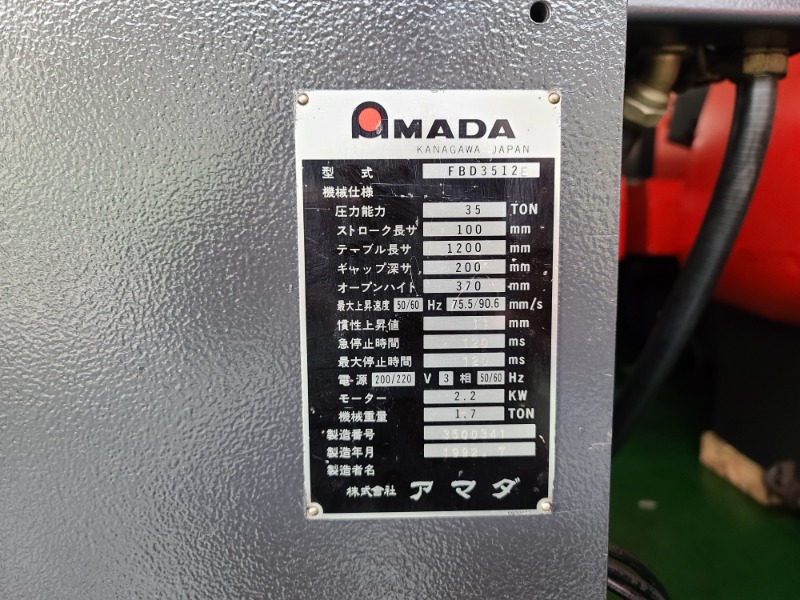 AMADA
KANAGAWA JAPAN
型式 FBD3512E
機械仕様
圧力能力 35 TON
ストローク長サ 100 mm
テーブル長サ 1200 mm
ギャップ深サ 200 mm
オープンハイト 370 mm
最大上昇速度 50/60 Hz 75.5/90.6 mm/s
慣性上昇値 mm
急停止時間 120 ms
最大停止時間 120 ms
電源 200/220 V 3 相 50/60 Hz
モーター 2.2 KW
機械重量 1.7 TON
製造番号 3500341
製造年月 1992. 7
製造者名
株式會社 アマダ